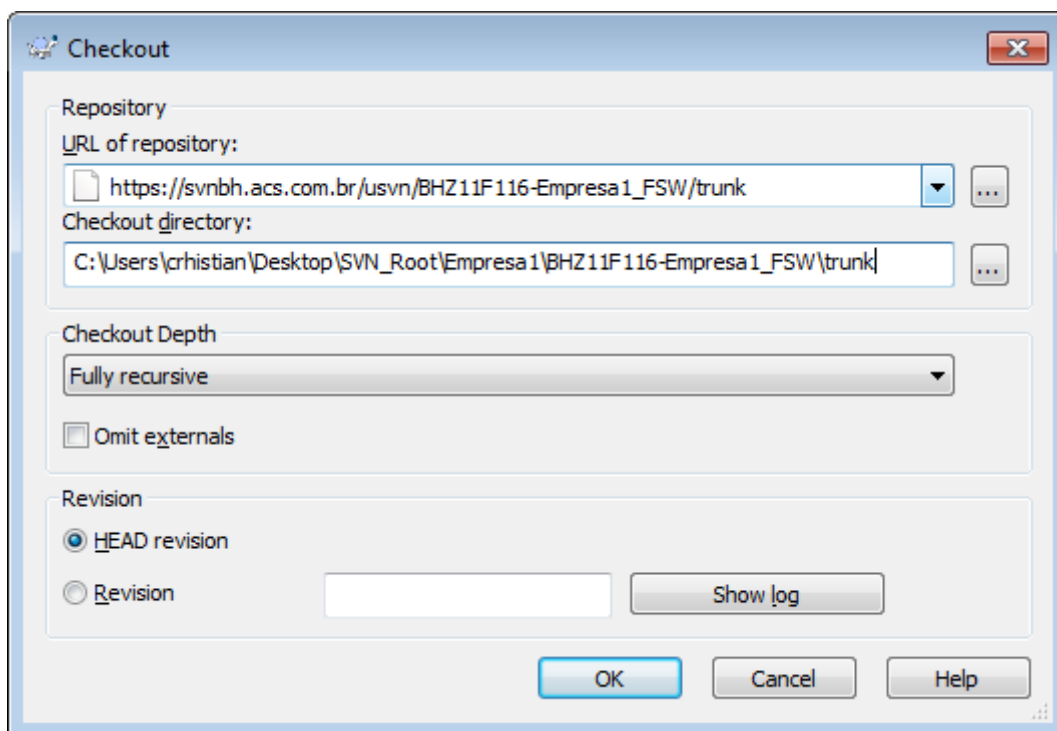 Checkout
Repository
URL of repository:
https://svnbh.acs.com.br/usvn/BHZ11F116-Empresa1_FSW/trunk
...
Checkout directory:
C:\Users\crhistian\Desktop\SVN_Root\Empresa1\BHZ11F116-Empresa1_FSW\trunk
...
Checkout Depth
Fully recursive
Omit externals
Revision
HEAD revision
Revision
Show log
OK Cancel Help